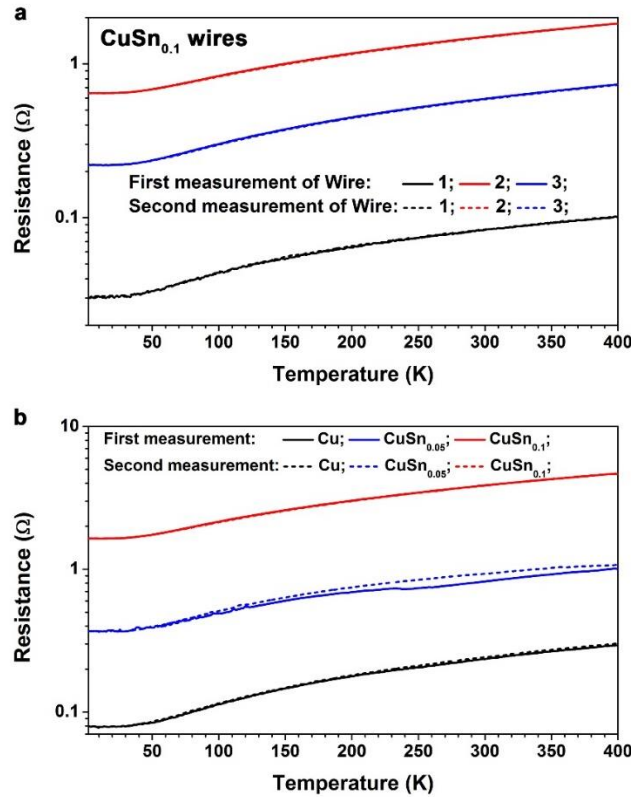 a
CuSn0.1 wires
1
0.1
Resistance (Ω)
First measurement of Wire: 1; 2; 3;
Second measurement of Wire: 1; 2; 3;
50 100 150 200 250 300 350 400
Temperature (K)
b
10
1
0.1
Resistance (Ω)
First measurement: Cu; CuSn0.05; CuSn0.1;
Second measurement: Cu; CuSn0.05; CuSn0.1;
50 100 150 200 250 300 350 400
Temperature (K)